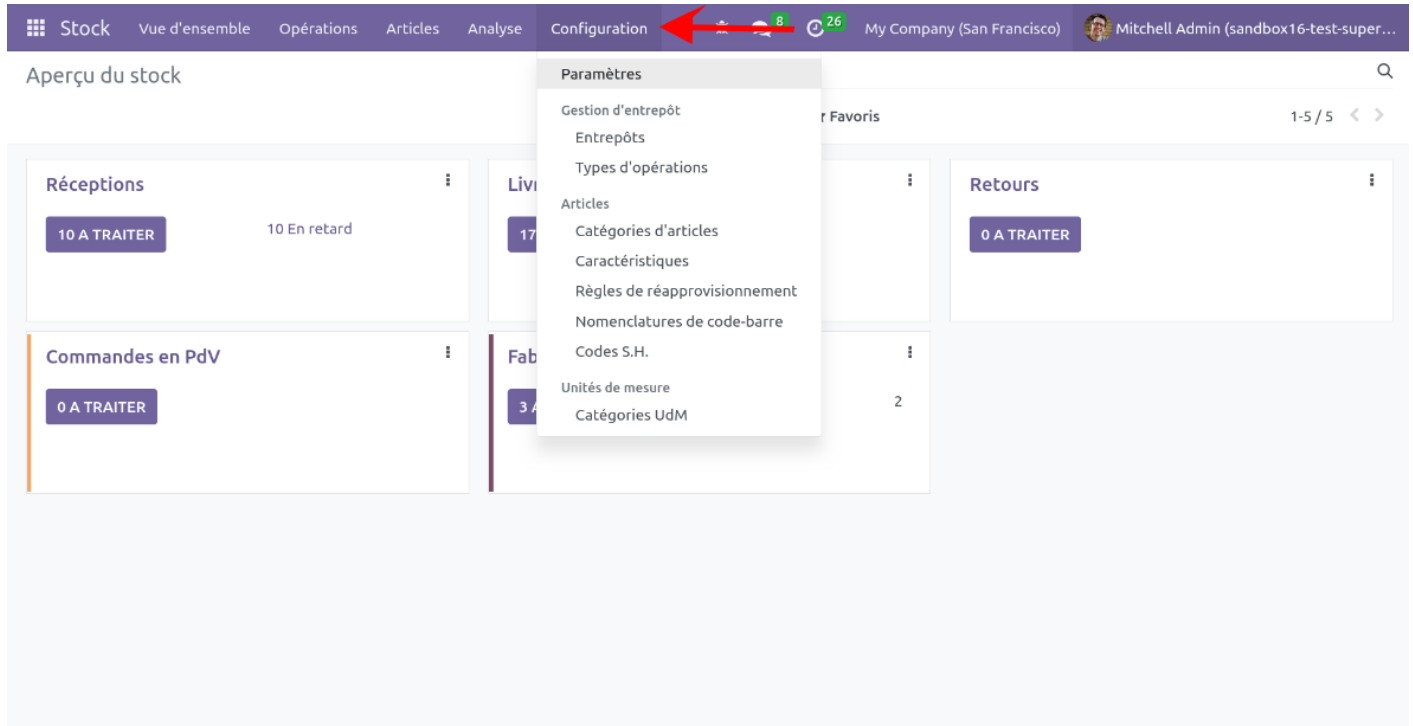 Stock Vue d'ensemble Opérations Articles Analyse Configuration 8 26 My Company (San Francisco) Mitchell Admin (sandbox16-test-super...
Aperçu du stock
Paramètres
Gestion d'entrepôt
Entrepôts
Types d'opérations
Articles
Catégories d'articles
Caractéristiques
Règles de réapprovisionnement
Nomenclatures de code-barre
Codes S.H.
Unités de mesure
Catégories UdM
Favoris
1-5 / 5
Réceptions
10 A TRAITER
10 En retard
Liv
17
Retours
0 A TRAITER
Commandes en PdV
0 A TRAITER
Fab
3
2